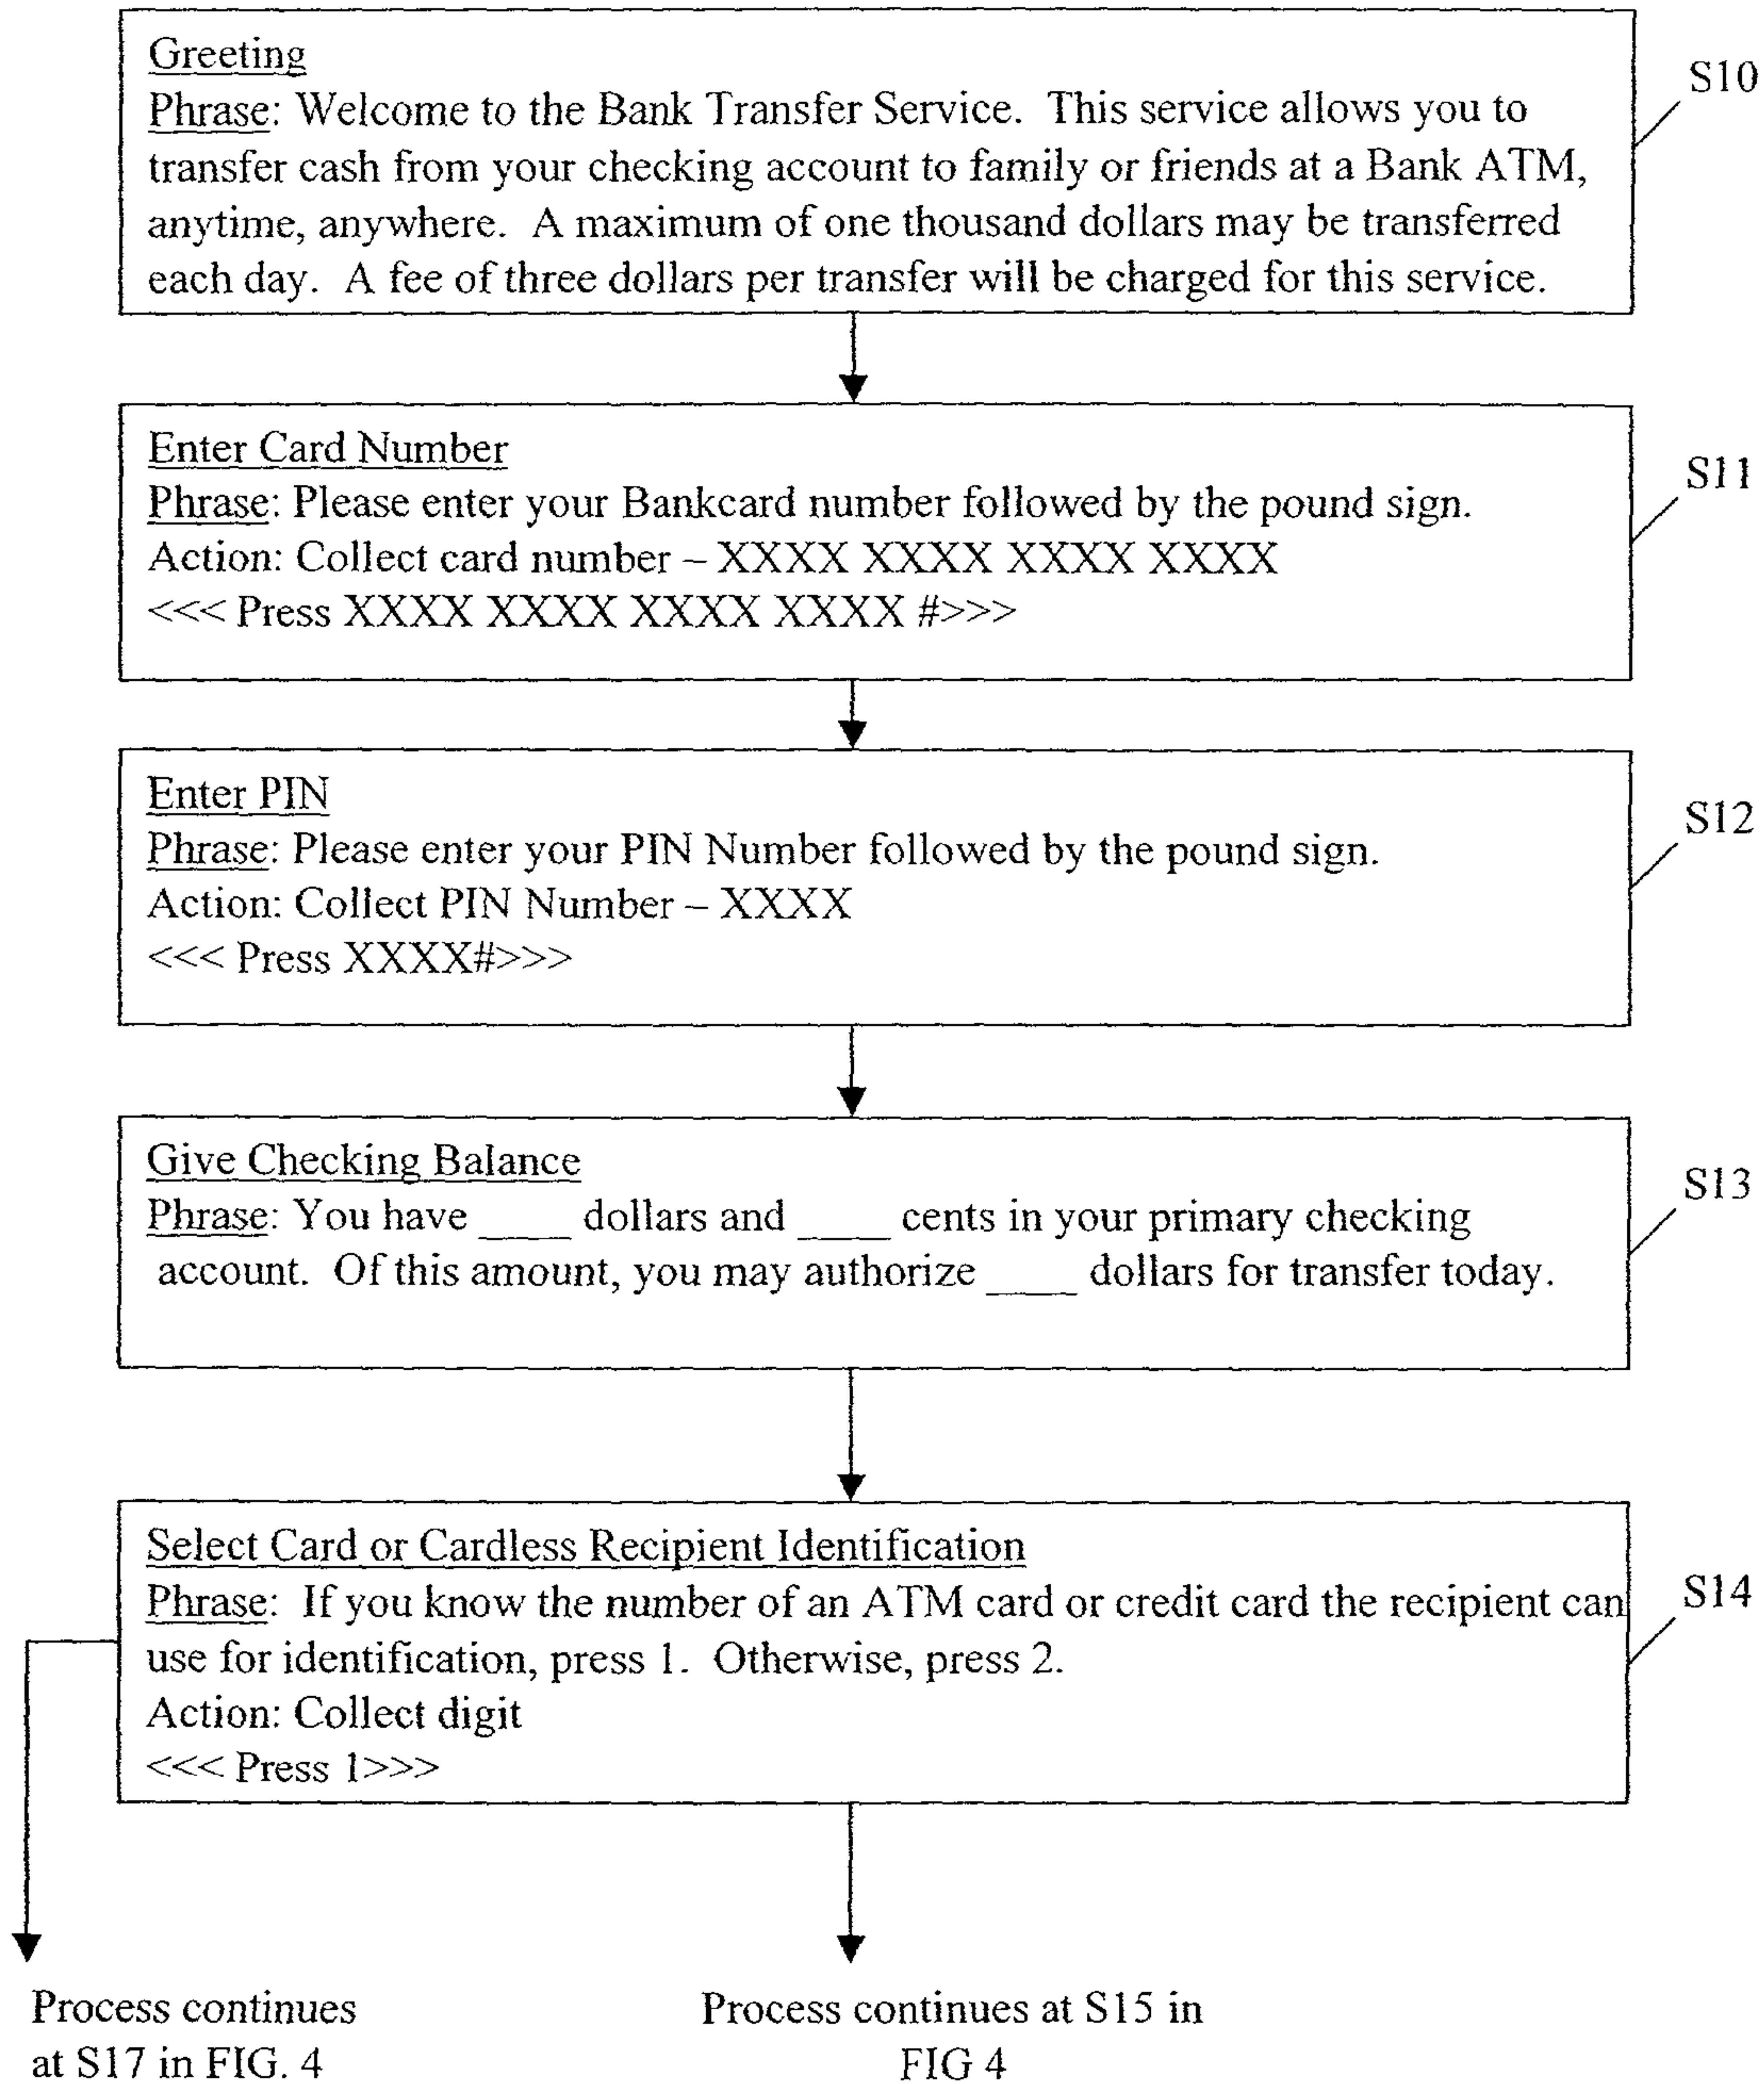 Greeting
Phrase: Welcome to the Bank Transfer Service. This service allows you to
transfer cash from your checking account to family or friends at a Bank ATM,
anytime, anywhere. A maximum of one thousand dollars may be transferred
each day. A fee of three dollars per transfer will be charged for this service.
S10
Enter Card Number
Phrase: Please enter your Bankcard number followed by the pound sign.
Action: Collect card number – XXXX XXXX XXXX XXXX
<<< Press XXXX XXXX XXXX XXXX #>>>
S11
Enter PIN
Phrase: Please enter your PIN Number followed by the pound sign.
Action: Collect PIN Number – XXXX
<<< Press XXXX#>>>
S12
Give Checking Balance
Phrase: You have ____ dollars and ____ cents in your primary checking
account. Of this amount, you may authorize ____ dollars for transfer today.
S13
Select Card or Cardless Recipient Identification
Phrase: If you know the number of an ATM card or credit card the recipient can
use for identification, press 1. Otherwise, press 2.
Action: Collect digit
<<< Press 1>>>
S14
Process continues
at S17 in FIG. 4
Process continues at S15 in
FIG 4